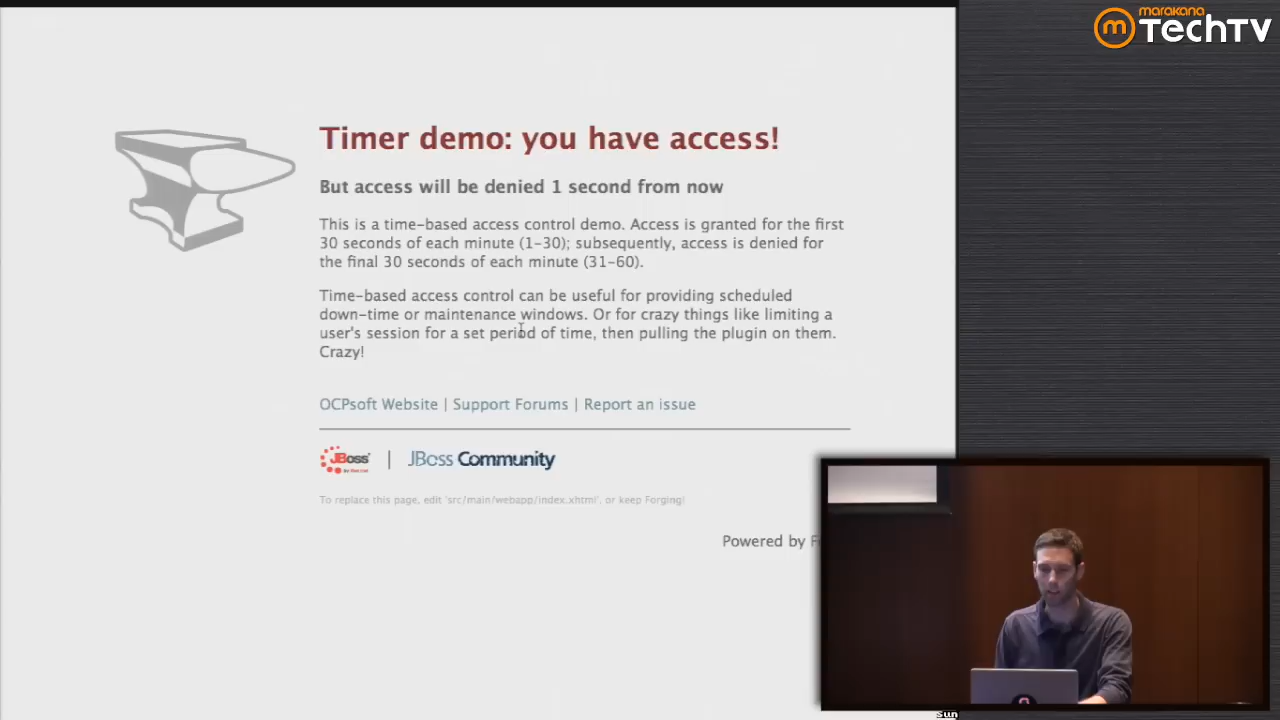 marakana
TechTV
Timer demo: you have access!
But access will be denied 1 second from now
This is a time-based access control demo. Access is granted for the first
30 seconds of each minute (1-30); subsequently, access is denied for
the final 30 seconds of each minute (31-60).
Time-based access control can be useful for providing scheduled
down-time or maintenance windows. Or for crazy things like limiting a
user's session for a set period of time, then pulling the plugin on them.
Crazy!
OCPsoft Website | Support Forums | Report an issue
JBoss | JBoss Community
To replace this page, edit 'src/main/webapp/index.xhtml', or keep Forging!
Powered by
sun